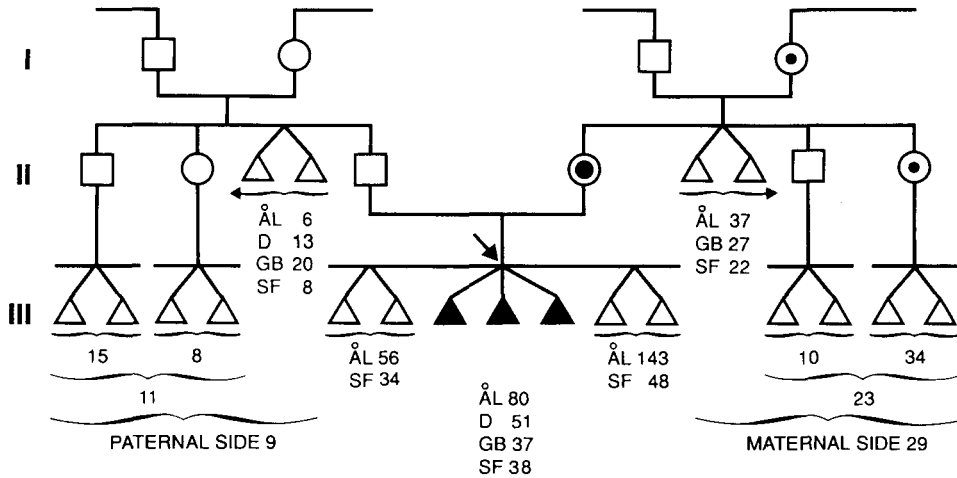 I
II
ÅL 6
D 13
GB 20
SF 8
ÅL 37
GB 27
SF 22
III
15 8
11
PATERNAL SIDE 9
ÅL 56
SF 34
ÅL 80
D 51
GB 37
SF 38
ÅL 143
SF 48
10 34
23
MATERNAL SIDE 29